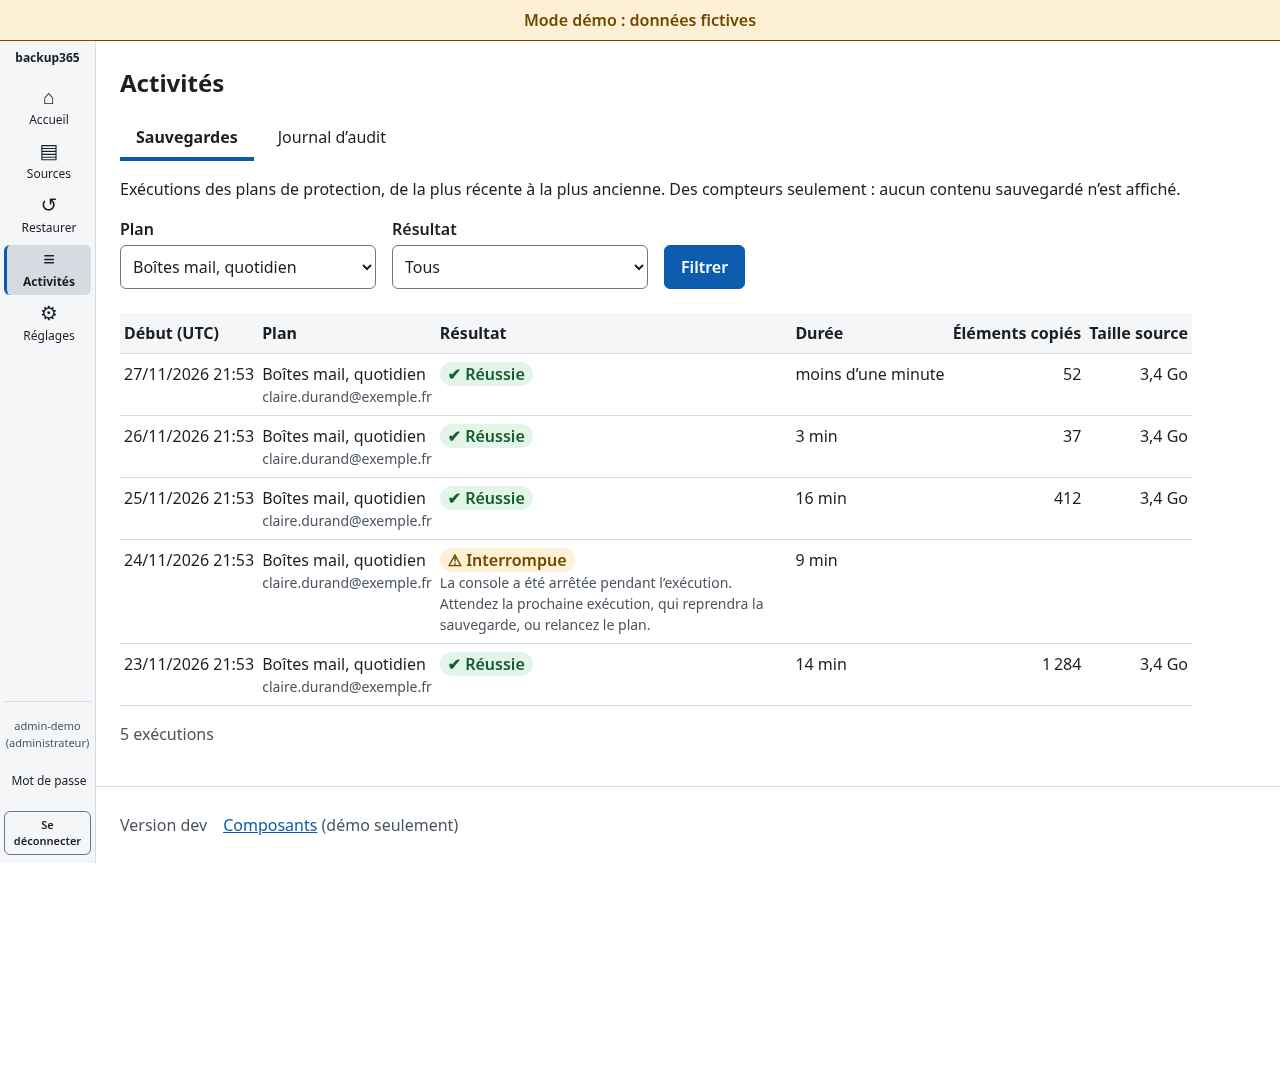 Mode démo : données fictives
backup365
Accueil
Sources
Restaurer
Activités
Réglages
admin-demo
(administrateur)
Mot de passe
Se
déconnecter
Activités
Sauvegardes Journal d’audit
Exécutions des plans de protection, de la plus récente à la plus ancienne. Des compteurs seulement : aucun contenu sauvegardé n’est affiché.
Plan Résultat
Boîtes mail, quotidien Tous Filtrer
Début (UTC) Plan Résultat Durée Éléments copiés Taille source
27/11/2026 21:53 Boîtes mail, quotidien ✔ Réussie moins d’une minute 52 3,4 Go
claire.durand@exemple.fr
26/11/2026 21:53 Boîtes mail, quotidien ✔ Réussie 3 min 37 3,4 Go
claire.durand@exemple.fr
25/11/2026 21:53 Boîtes mail, quotidien ✔ Réussie 16 min 412 3,4 Go
claire.durand@exemple.fr
24/11/2026 21:53 Boîtes mail, quotidien ⚠ Interrompue 9 min
claire.durand@exemple.fr La console a été arrêtée pendant l’exécution.
Attendez la prochaine exécution, qui reprendra la
sauvegarde, ou relancez le plan.
23/11/2026 21:53 Boîtes mail, quotidien ✔ Réussie 14 min 1 284 3,4 Go
claire.durand@exemple.fr
5 exécutions
Version dev Composants (démo seulement)